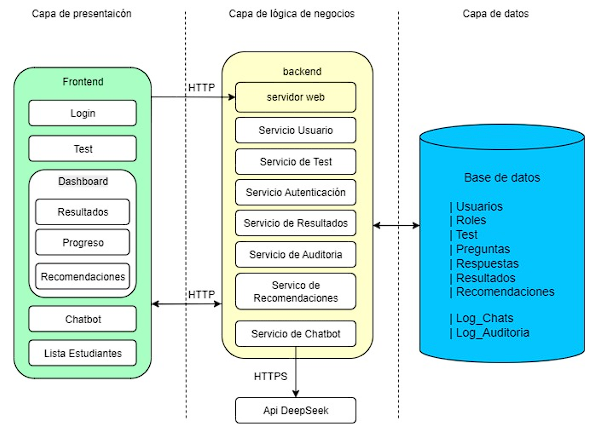 Capa de presentaicón
Capa de lógica de negocios
Capa de datos
Frontend
Login
Test
Dashboard
Resultados
Progreso
Recomendaciones
Chatbot
Lista Estudiantes
HTTP
HTTP
backend
servidor web
Servicio Usuario
Servicio de Test
Servicio Autenticación
Servicio de Resultados
Servicio de Auditoria
Servico de
Recomendaciones
Servicio de Chatbot
HTTPS
Api DeepSeek
Base de datos
| Usuarios
| Roles
| Test
| Preguntas
| Respuestas
| Resultados
| Recomendaciones
| Log_Chats
| Log_Auditoria